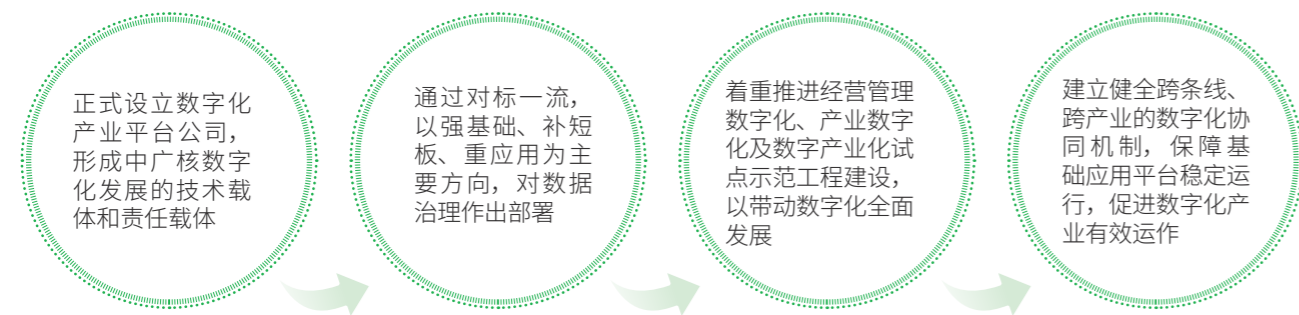 正式设立数字化
产业平台公司，
形成中广核数字
化发展的技术载
体和责任载体
通过对标一流，
以强基础、补短
板、重应用为主
要方向，对数据
治理作出部署
着重推进经营管理
数字化、产业数字
化及数字产业化试
点示范工程建设，
以带动数字化全面
发展
建立健全跨条线、
跨产业的数字化协
同机制，保障基
础应用平台稳定运
行，促进数字化产
业有效运作